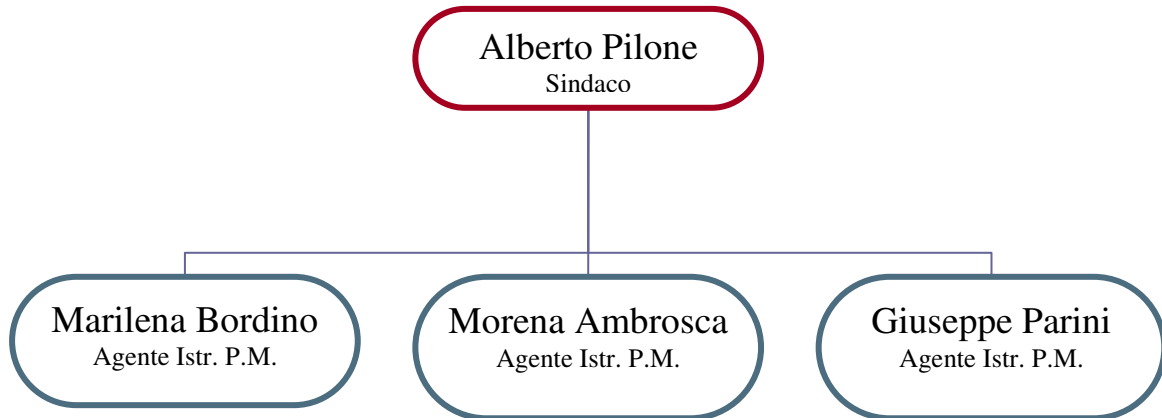 Alberto Pilone
Sindaco
Marilena Bordino
Agente Istr. P.M.
Morena Ambrosca
Agente Istr. P.M.
Giuseppe Parini
Agente Istr. P.M.